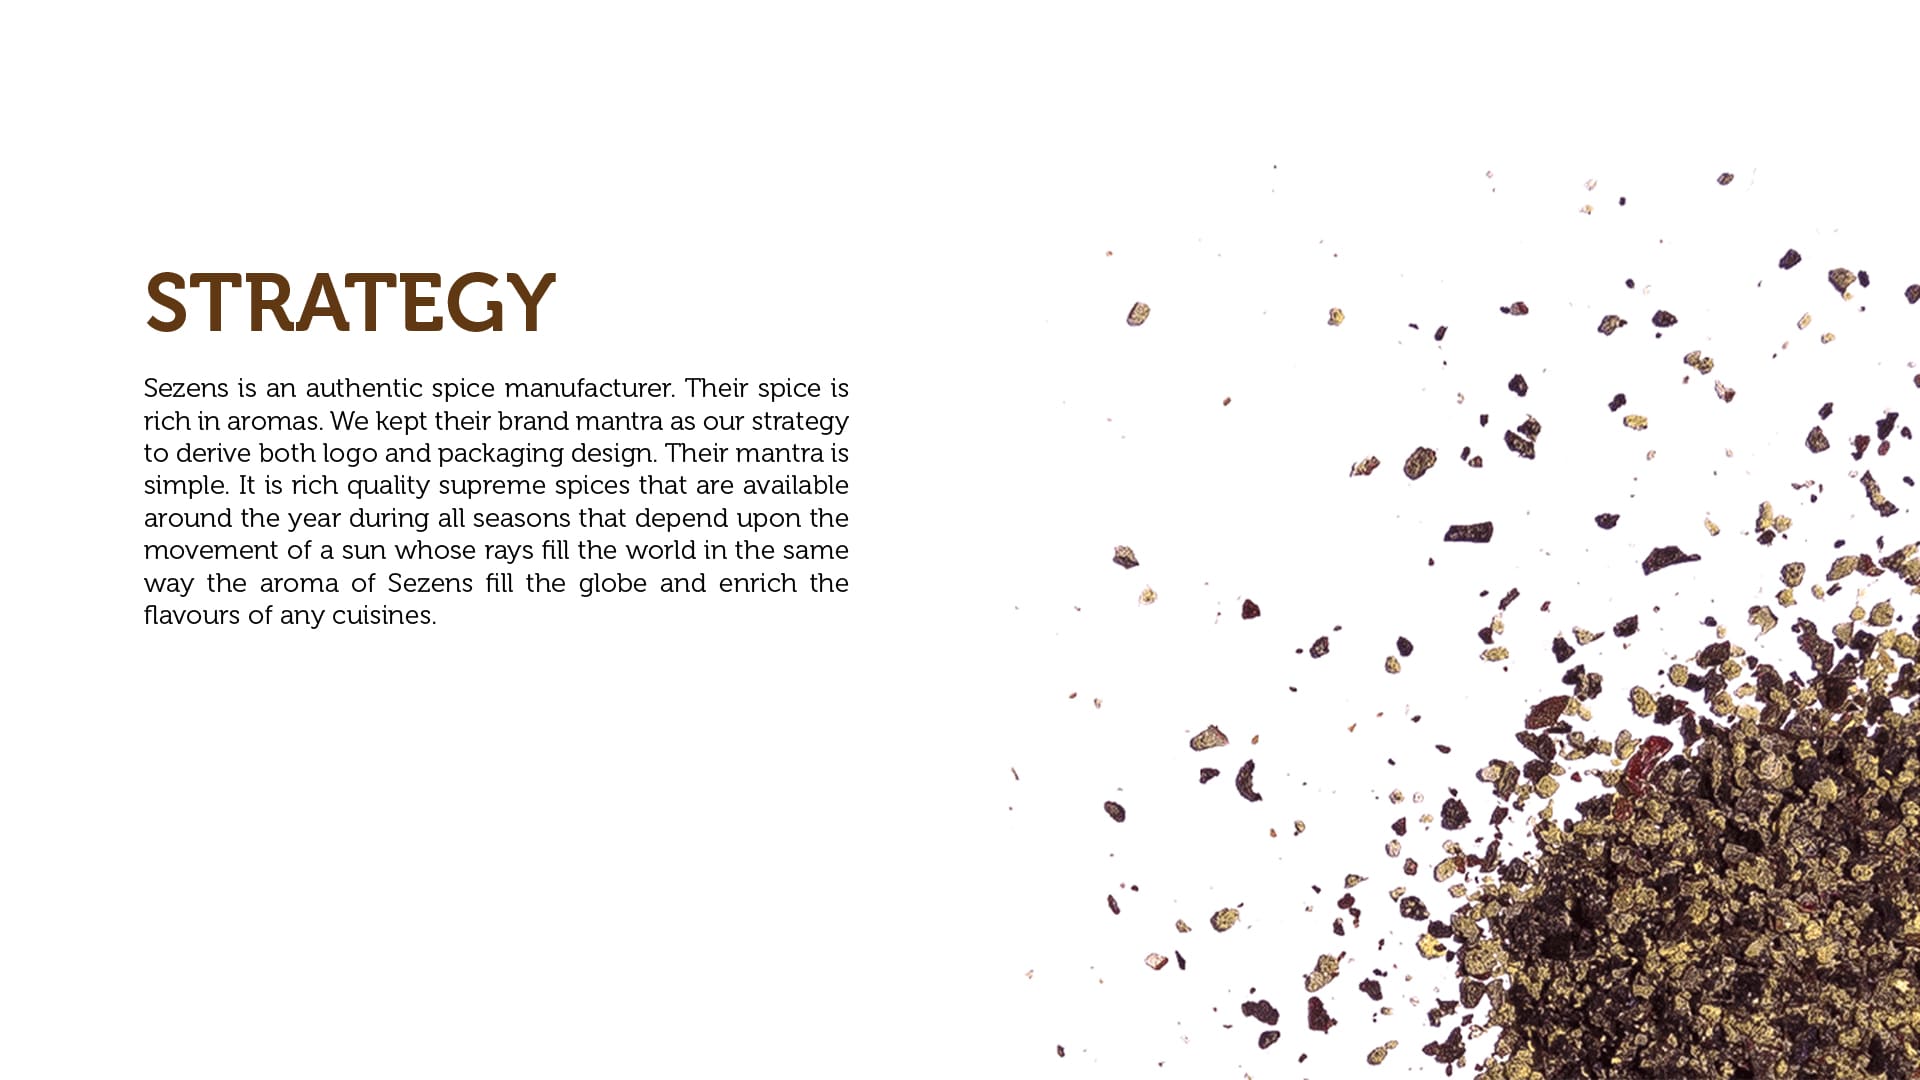 STRATEGY
Sezens is an authentic spice manufacturer. Their spice is
rich in aromas. We kept their brand mantra as our strategy
to derive both logo and packaging design. Their mantra is
simple. It is rich quality supreme spices that are available
around the year during all seasons that depend upon the
movement of a sun whose rays fill the world in the same
way the aroma of Sezens fill the globe and enrich the
flavours of any cuisines.